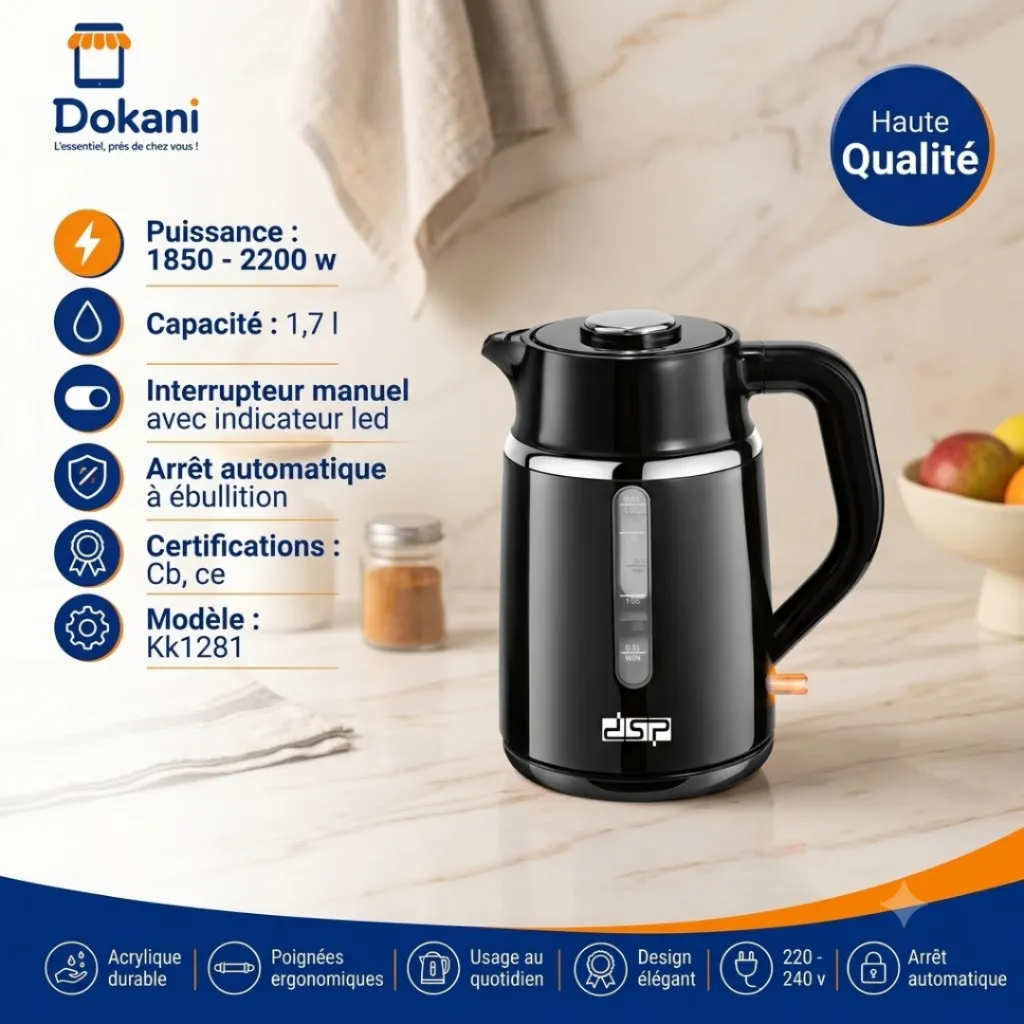 Dokani
L'essentiel, près de chez vous !
Haute
Qualité
Puissance :
1850 - 2200 w
Capacité : 1,7 l
Interrupteur manuel
avec indicateur led
Arrêt automatique
à ébullition
Certifications :
Cb, ce
Modèle :
Kk1281
MIN
dsp
Acrylique
durable
Poignées
ergonomiques
Usage au
quotidien
Design
élégant
220 -
240 v
Arrêt
automatique